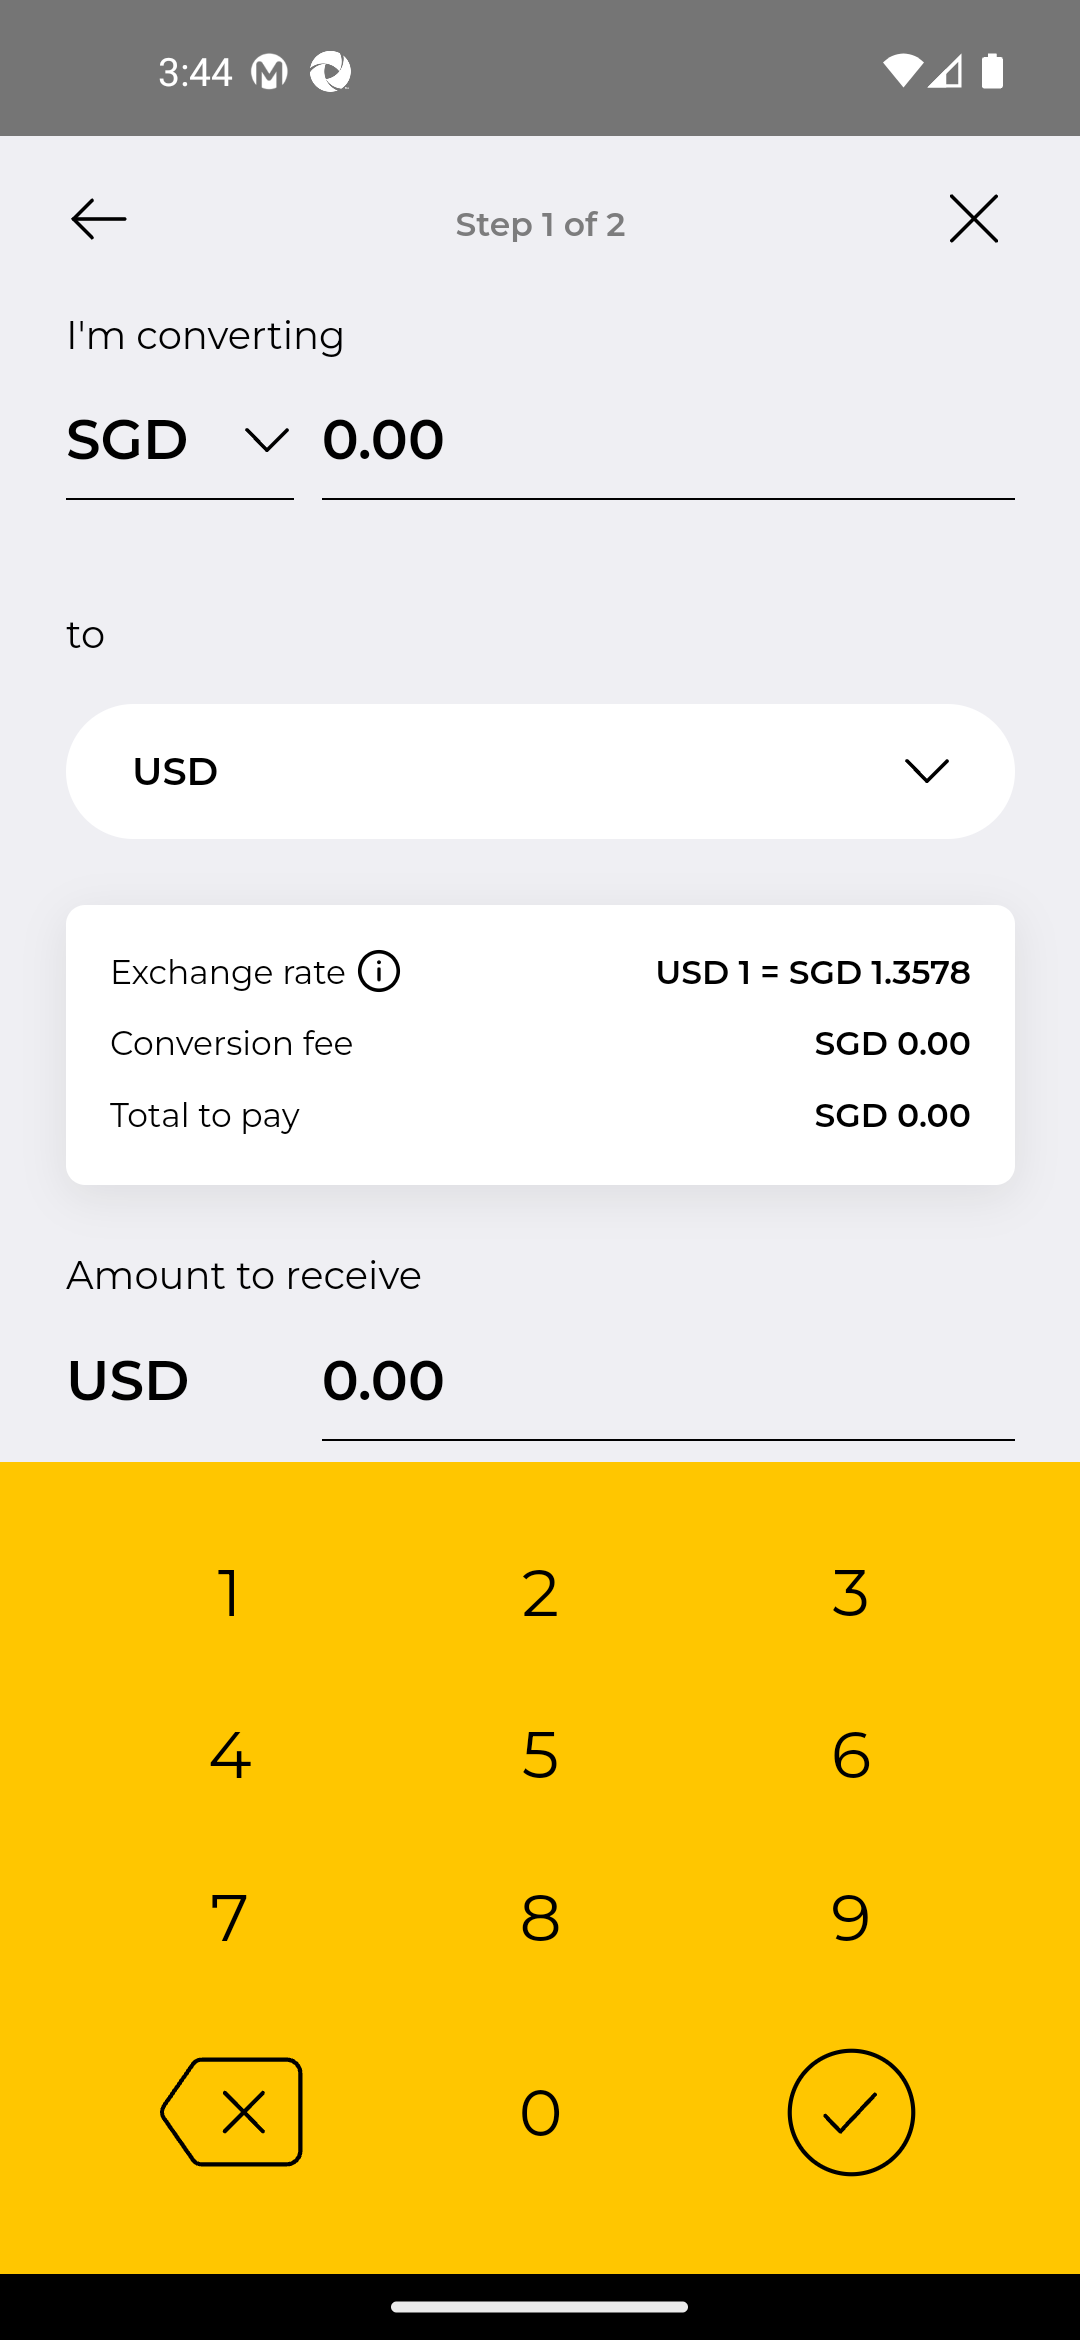 3:44
Step 1 of 2
I'm converting
SGD 0.00
to
USD
Exchange rate USD 1 = SGD 1.3578
Conversion fee SGD 0.00
Total to pay SGD 0.00
Amount to receive
USD 0.00
1 2 3
4 5 6
7 8 9
0